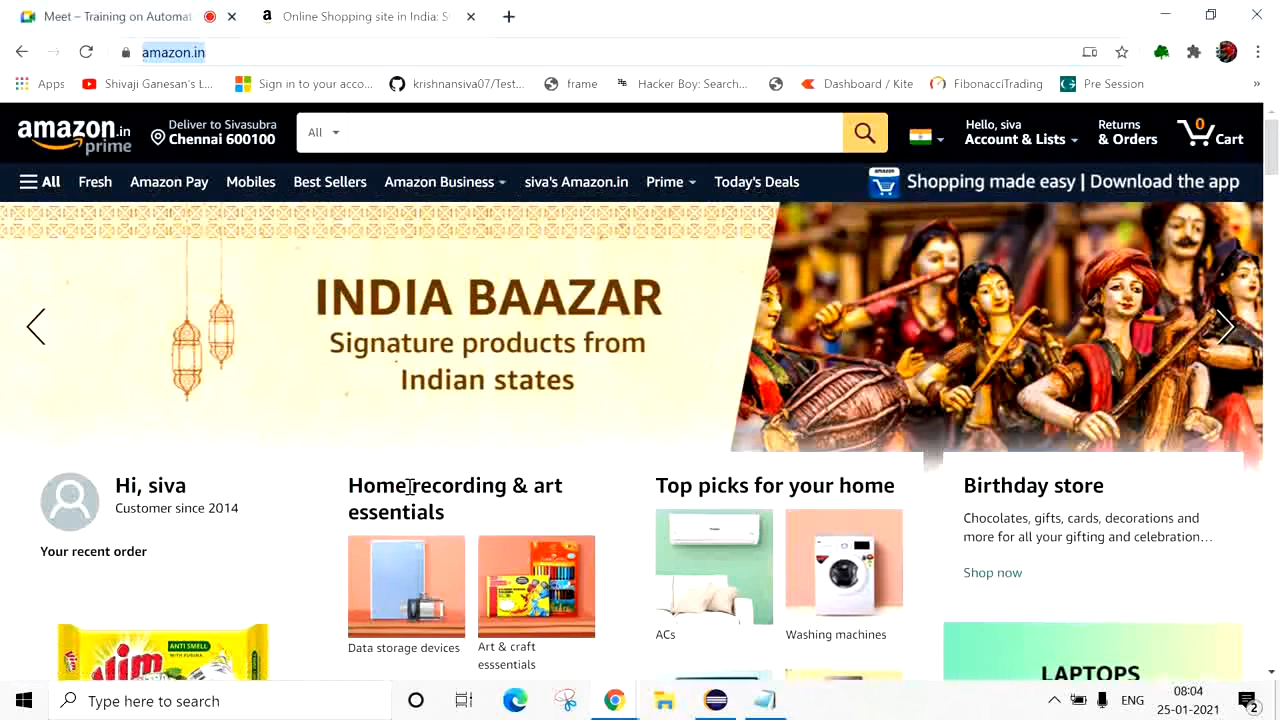 Meet – Training on Automat
Online Shopping site in India: S
amazon.in
Apps
Shivaji Ganesan's L...
Sign in to your acco...
krishnansiva07/Test...
frame
Hacker Boy: Search...
Dashboard / Kite
FibonacciTrading
Pre Session
»
amazon.in
prime
Deliver to Sivasubra
Chennai 600100
All
Hello, siva
Account & Lists
Returns
& Orders
0
Cart
All
Fresh
Amazon Pay
Mobiles
Best Sellers
Amazon Business
siva's Amazon.in
Prime
Today's Deals
amazon
Shopping made easy | Download the app
INDIA BAAZAR
Signature products from
Indian states
Hi, siva
Customer since 2014
Your recent order
Home recording & art
essentials
Data storage devices
Art & craft
esssentials
Top picks for your home
ACs
Washing machines
Birthday store
Chocolates, gifts, cards, decorations and
more for all your gifting and celebration...
Shop now
ANTI SMELL
LAPTOPS
Type here to search
ENG
08:04
25-01-2021
2